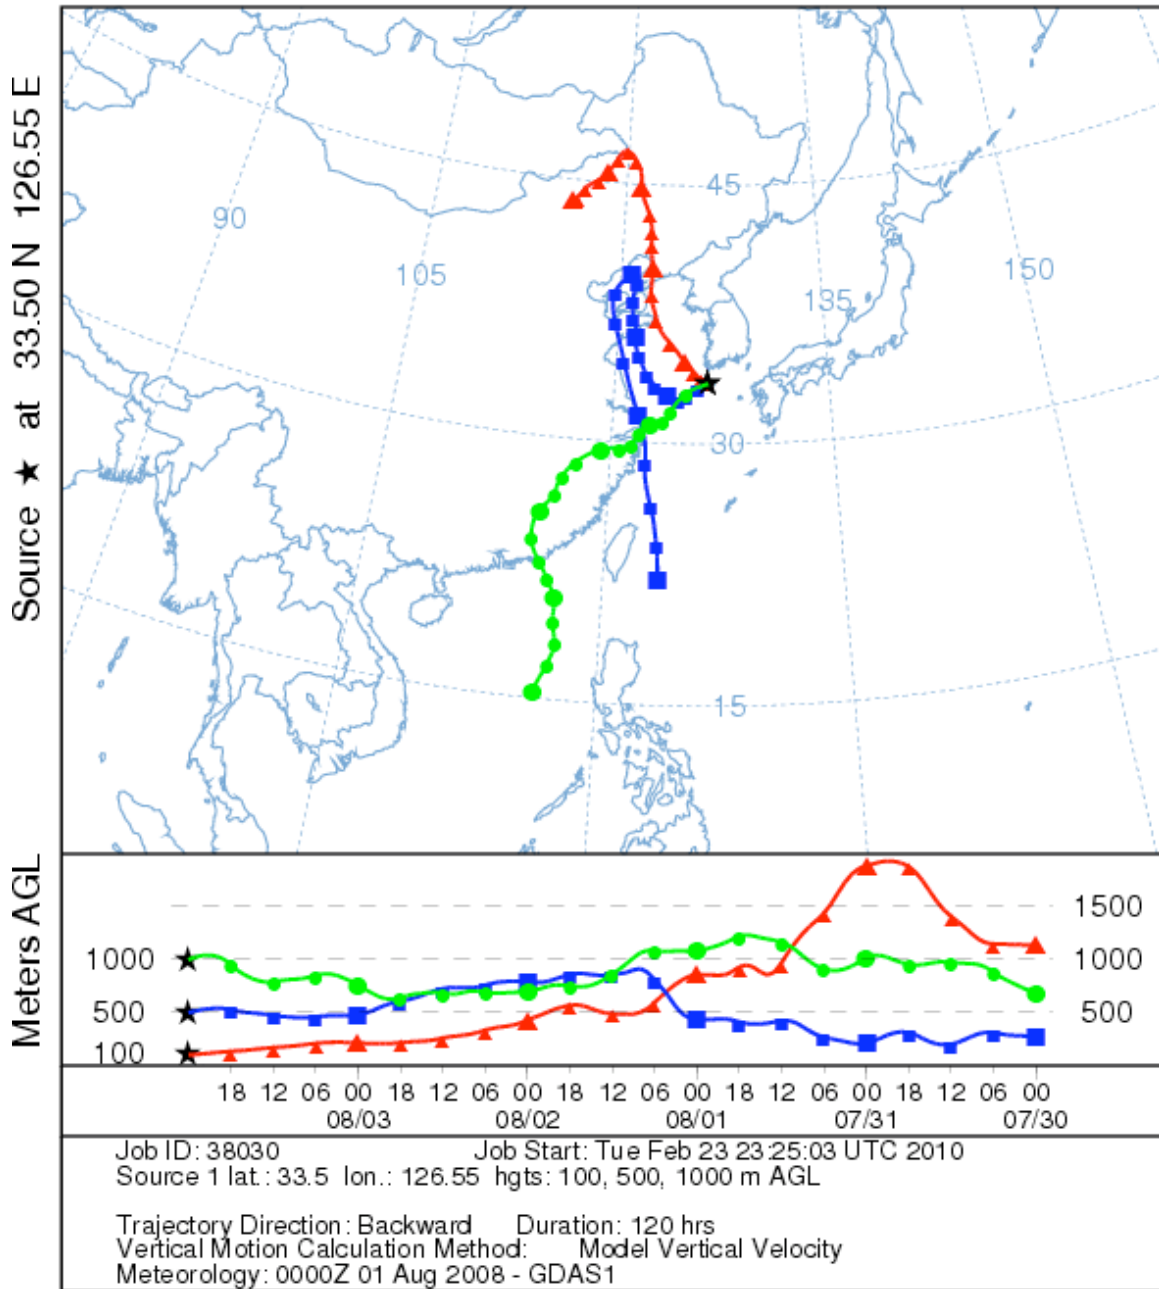 Source ★ at 33.50 N 126.55 E
45
90
105
150
135
30
15
Meters AGL
1500
1000 1000
500 500
100
18 12 06 00 18 12 06 00 18 12 06 00 18 12 06 00 18 12 06 00
08/03 08/02 08/01 07/31 07/30
Job ID: 38030 Job Start: Tue Feb 23 23:25:03 UTC 2010
Source 1 lat.: 33.5 lon.: 126.55 hgts: 100, 500, 1000 m AGL
Trajectory Direction: Backward Duration: 120 hrs
Vertical Motion Calculation Method: Model Vertical Velocity
Meteorology: 0000Z 01 Aug 2008 - GDAS1